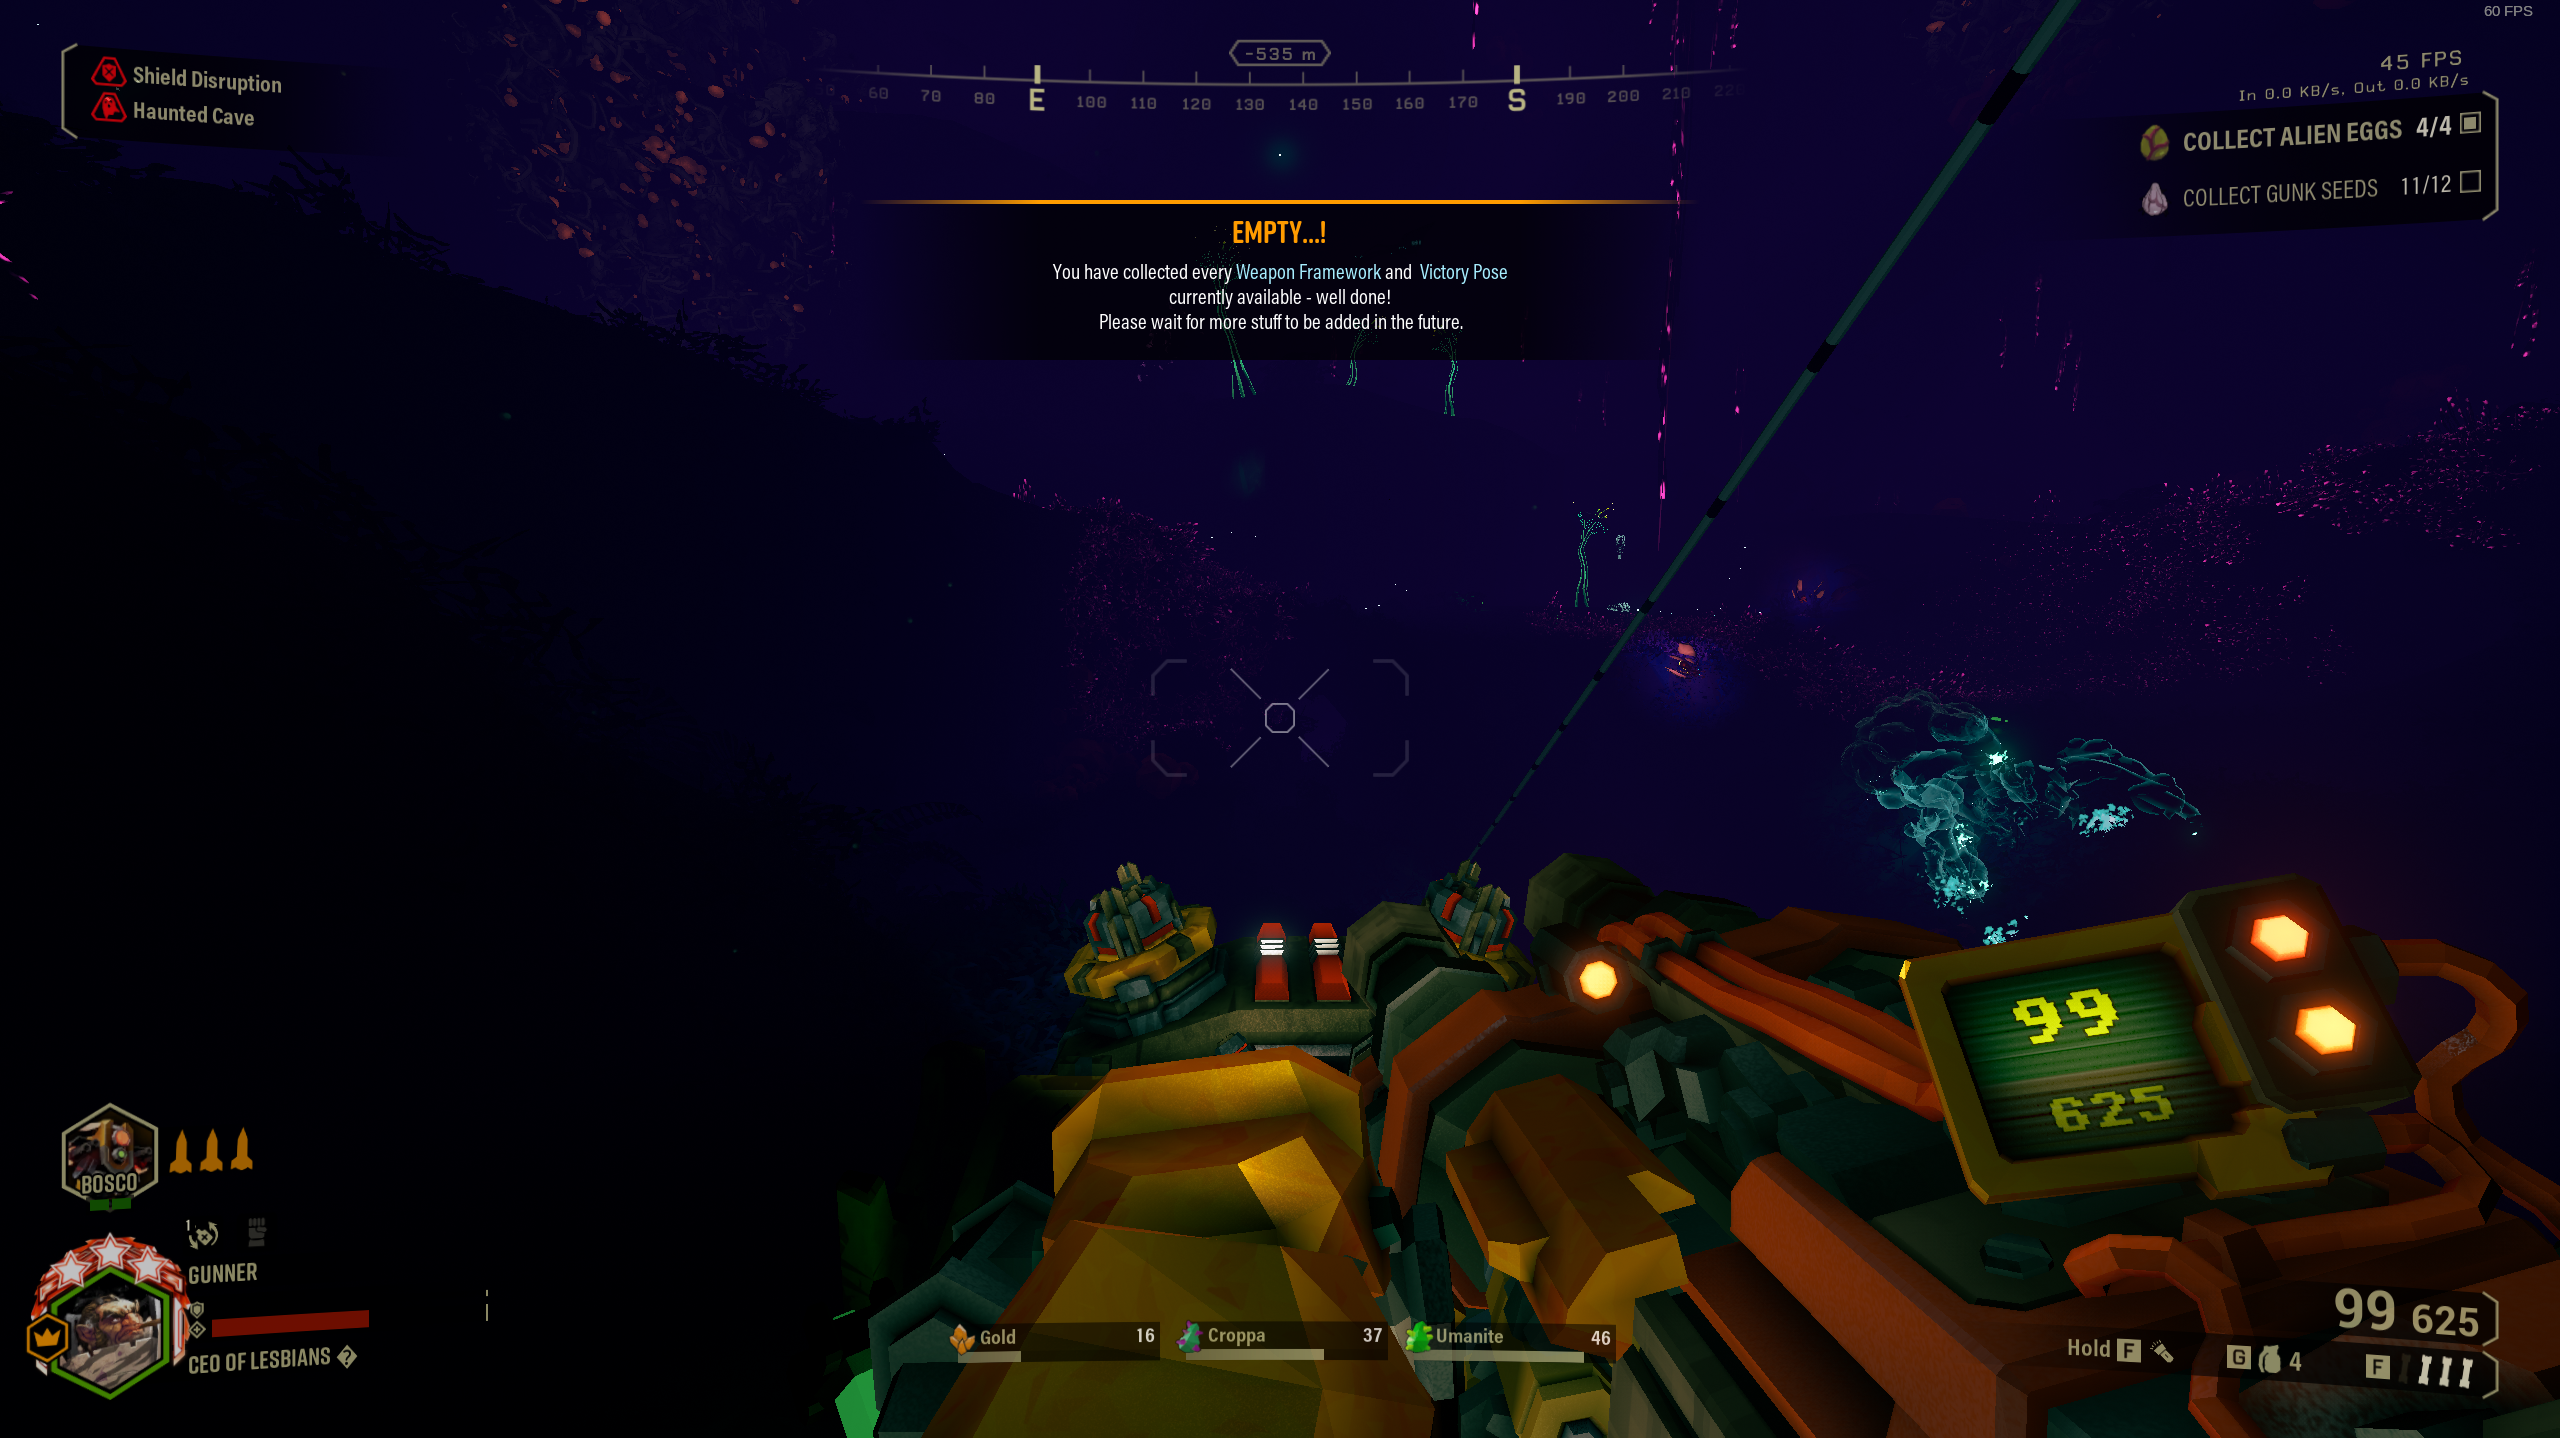 60 FPS
-535 m
60 70 80 E 100 110 120 130 140 150 160 170 S 190 200 210 220
Shield Disruption
Haunted Cave
45 FPS
In 0.0 KB/s, Out 0.0 KB/s
COLLECT ALIEN EGGS 4/4
COLLECT GUNK SEEDS 11/12
EMPTY...!
You have collected every Weapon Framework and Victory Pose
currently available - well done!
Please wait for more stuff to be added in the future.
99
625
BOSCO
1
GUNNER
CEO OF LESBIANS �
Gold 16
Croppa 37
Umanite 46
99 625
Hold F
G 4
F